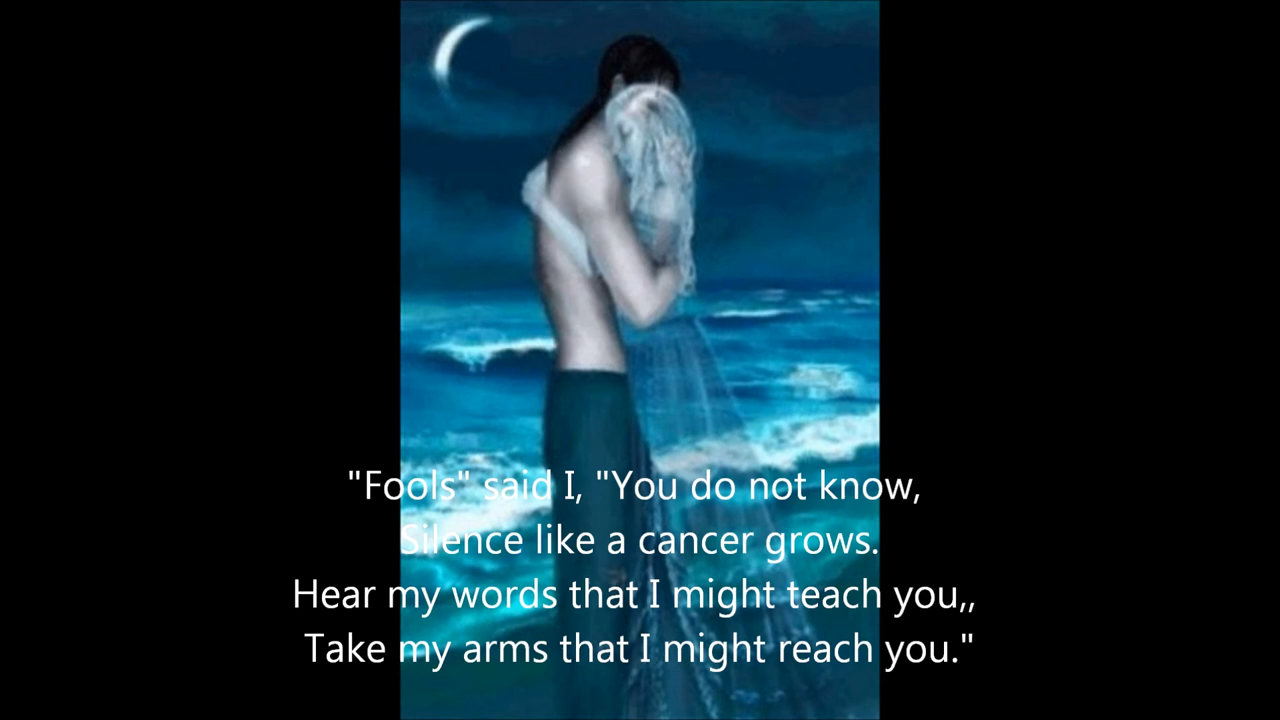 "Fools" said I, "You do not know,
Silence like a cancer grows.
Hear my words that I might teach you,,
Take my arms that I might reach you."